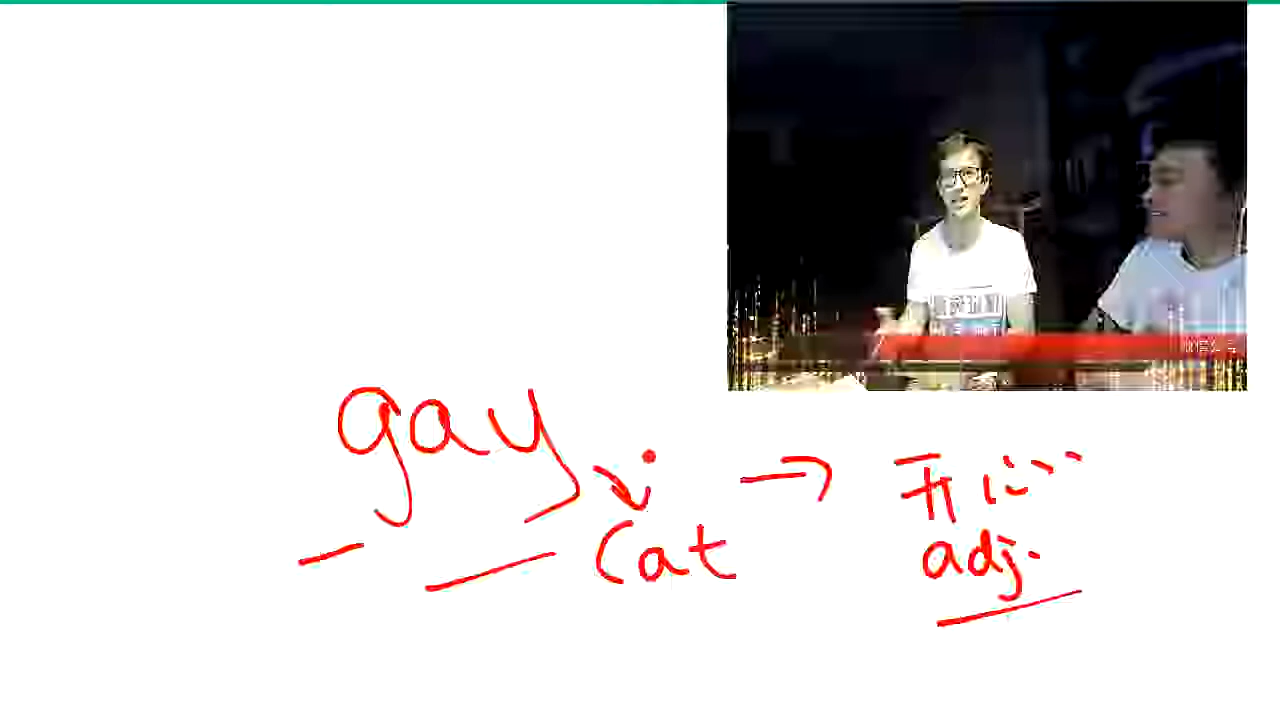 gay → 开心
cat adj.